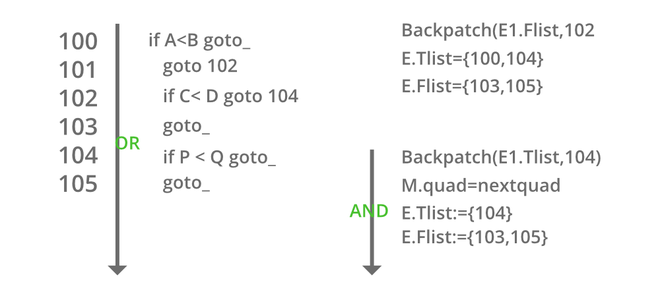 100 if A<B goto_
101 goto 102
102 if C< D goto 104
103 goto_
OR
104 if P < Q goto_
105 goto_
Backpatch(E1.Flist,102
E.Tlist={100,104}
E.Flist={103,105}
Backpatch(E1.Tlist,104)
M.quad=nextquad
AND
E.Tlist:={104}
E.Flist:={103,105}